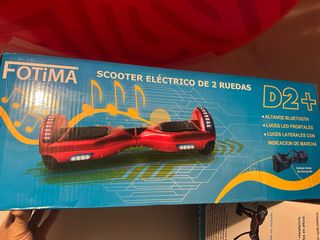 FOTiMA
SCOOTER ELÉCTRICO DE 2 RUEDAS
D2+
• ALTAVOZ BLUETOOTH
• LUCES LED FRONTALES
• LUCES LATERALES CON
INDICACION DE MARCHA